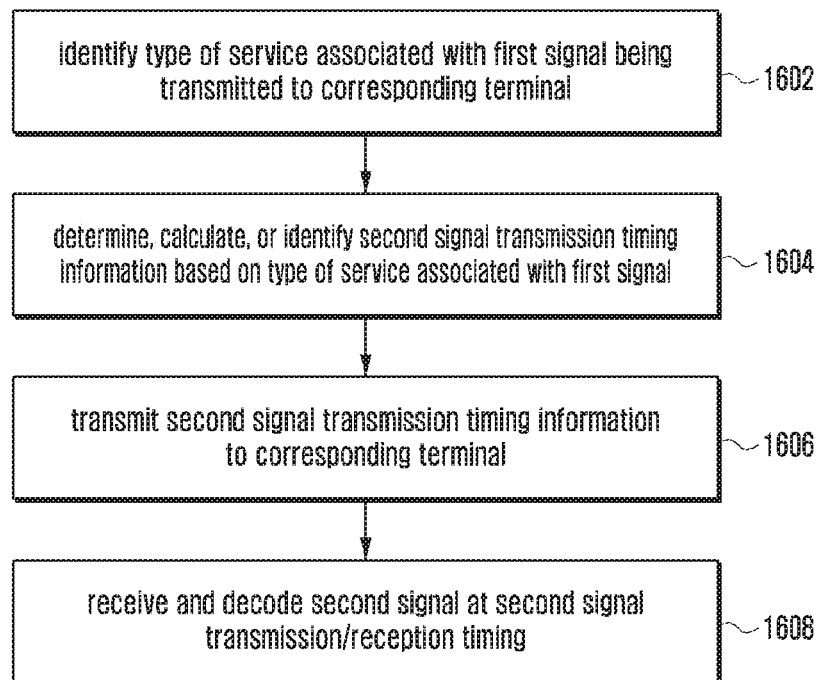 identify type of service associated with first signal being
transmitted to corresponding terminal
1602
determine, calculate, or identify second signal transmission timing
information based on type of service associated with first signal
1604
transmit second signal transmission timing information
to corresponding terminal
1606
receive and decode second signal at second signal
transmission/reception timing
1608